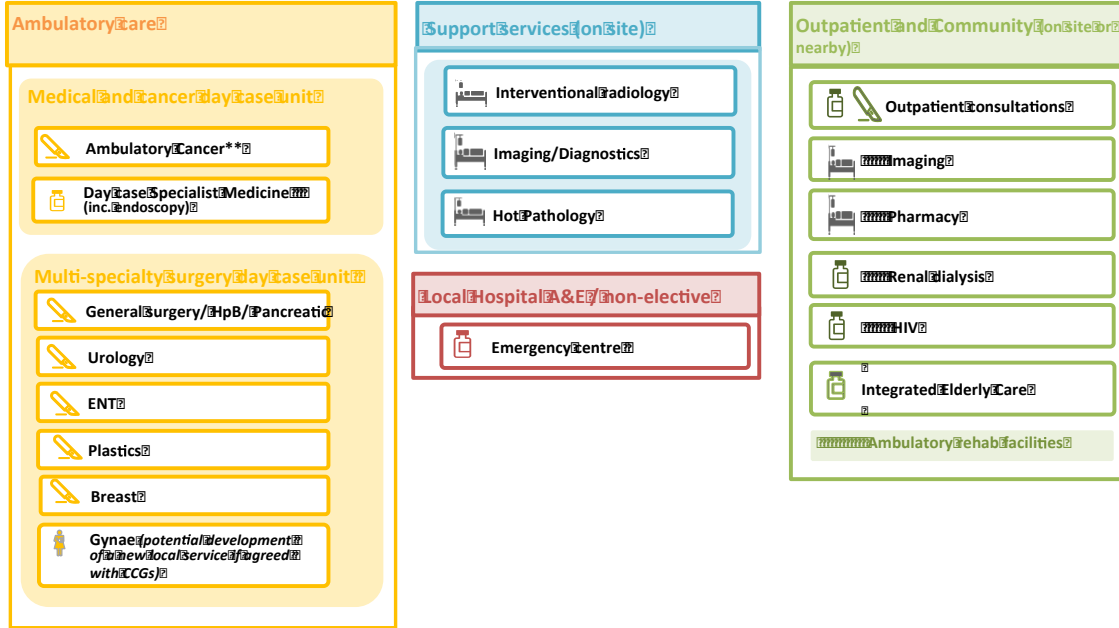 Ambulatory care
Medical and cancer day case unit
Ambulatory Cancer**
Day case Specialist Medicine
(inc. endoscopy)
Multi-specialty surgery day case unit
General surgery/ HpB/ Pancreatic
Urology
ENT
Plastics
Breast
Gynae (potential development
of a new local service if agreed
with CCGs)
Support services (on site)
Interventional radiology
Imaging/Diagnostics
Hot Pathology
Local Hospital A&E / non-elective
Emergency centre
Outpatient and Community (on site or
nearby)
Outpatient consultations
Imaging
Pharmacy
Renal dialysis
HIV
Integrated Elderly Care
Ambulatory rehab facilities